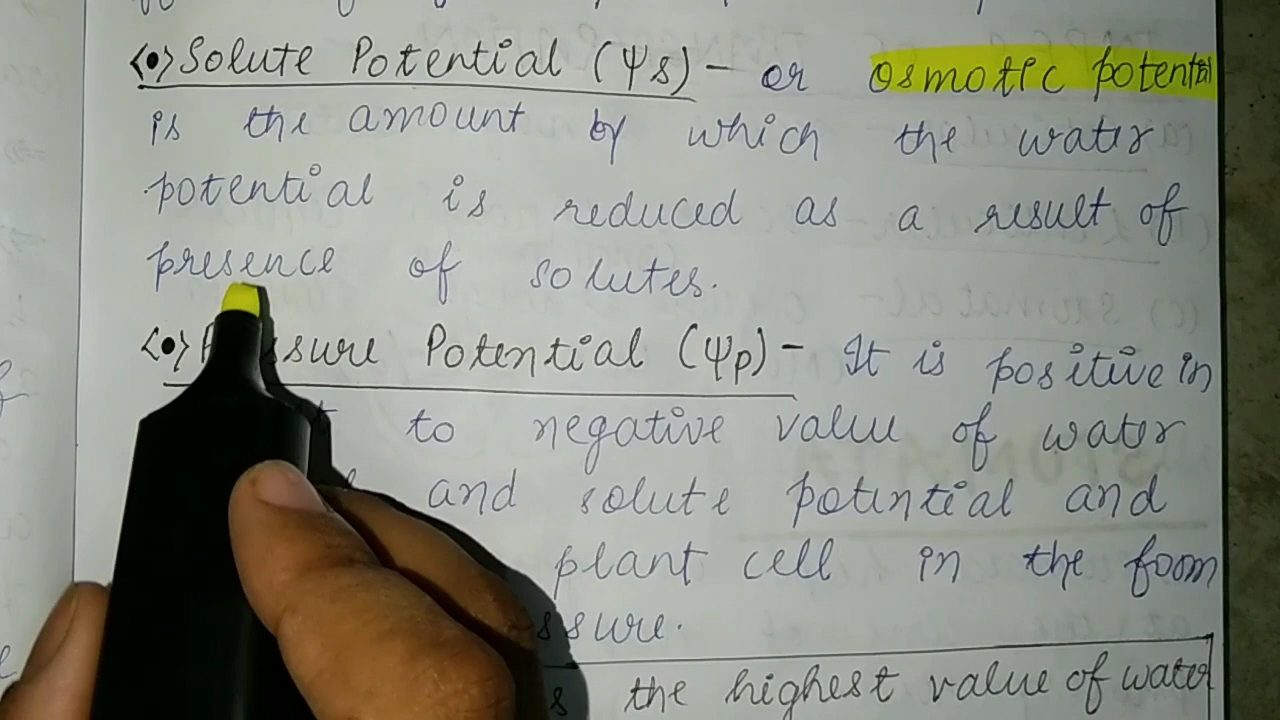 <•> Solute Potential (Ψs) - or osmotic potential
is the amount by which the water
potential is reduced as a result of
presence of solutes.
<•> Pressure Potential (Ψp) - It is positive in
to negative value of water
and solute potential and
plant cell in the form
ssure.
s the highest value of water